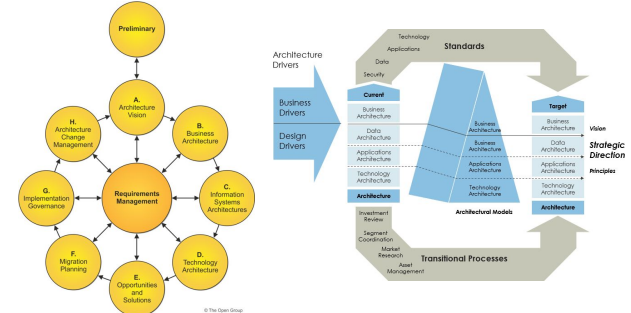 Preliminary
A.
Architecture
Vision
B.
Business
Architecture
C.
Information
Systems
Architectures
D.
Technology
Architecture
E.
Opportunities
and
Solutions
F.
Migration
Planning
G.
Implementation
Governance
H.
Architecture
Change
Management
Requirements
Management
© The Open Group
Architecture
Drivers
Business
Drivers
Design
Drivers
Technology
Applications
Data
Security
Standards
Current
Business
Architecture
Data
Architecture
Applications
Architecture
Technology
Architecture
Architecture
Business
Architecture
Business
Architecture
Applications
Architecture
Technology
Architecture
Architectural Models
Target
Business
Architecture
Data
Architecture
Applications
Architecture
Technology
Architecture
Architecture
Vision
Strategic
Direction
Principles
Investment
Review
Segment
Coordination
Market
Research
Asset
Management
Transitional Processes